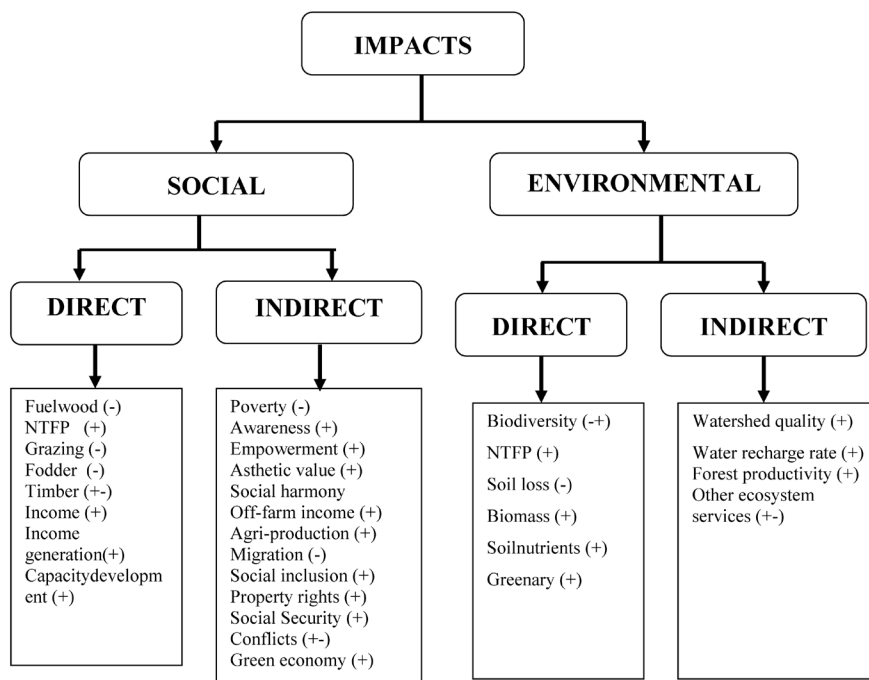 IMPACTS
SOCIAL
ENVIRONMENTAL
DIRECT
INDIRECT
DIRECT
INDIRECT
Fuelwood (-)
NTFP (+)
Grazing (-)
Fodder (-)
Timber (+-)
Income (+)
Income
generation(+)
Capacitydevelopm
ent (+)
Poverty (-)
Awareness (+)
Empowerment (+)
Asthetic value (+)
Social harmony
Off-farm income (+)
Agri-production (+)
Migration (-)
Social inclusion (+)
Property rights (+)
Social Security (+)
Conflicts (+-)
Green economy (+)
Biodiversity (-+)
NTFP (+)
Soil loss (-)
Biomass (+)
Soilnutrients (+)
Greenary (+)
Watershed quality (+)
Water recharge rate (+)
Forest productivity (+)
Other ecosystem
services (+-)